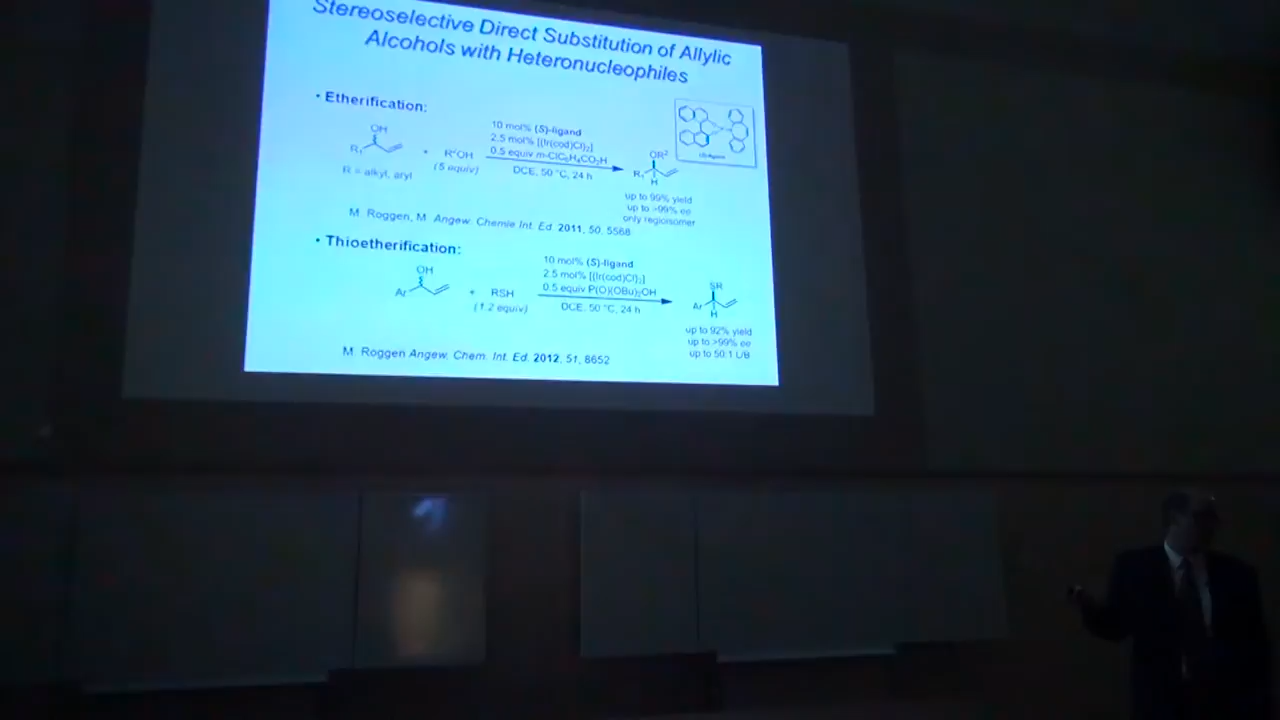 Stereoselective Direct Substitution of Allylic
Alcohols with Heteronucleophiles
• Etherification:
OH
R₁
+ R²OH
(5 equiv)
R = alkyl, aryl
10 mol% (S)-ligand
2.5 mol% [{Ir(cod)Cl}₂]
0.5 equiv m-ClC₆H₄CO₂H
DCE, 50 °C, 24 h
OR²
R₁
H
(S)-ligand
up to 99% yield
up to >99% ee
only regioisomer
M. Roggen, M. Angew. Chemie Int. Ed. 2011, 50, 5568
• Thioetherification:
OH
Ar
+ RSH
(1.2 equiv)
10 mol% (S)-ligand
2.5 mol% [{Ir(cod)Cl}₂]
0.5 equiv P(O)(OBu)₂OH
DCE, 50 °C, 24 h
SR
Ar
H
up to 92% yield
up to >99% ee
up to 50:1 L/B
M. Roggen Angew. Chem. Int. Ed. 2012, 51, 8652